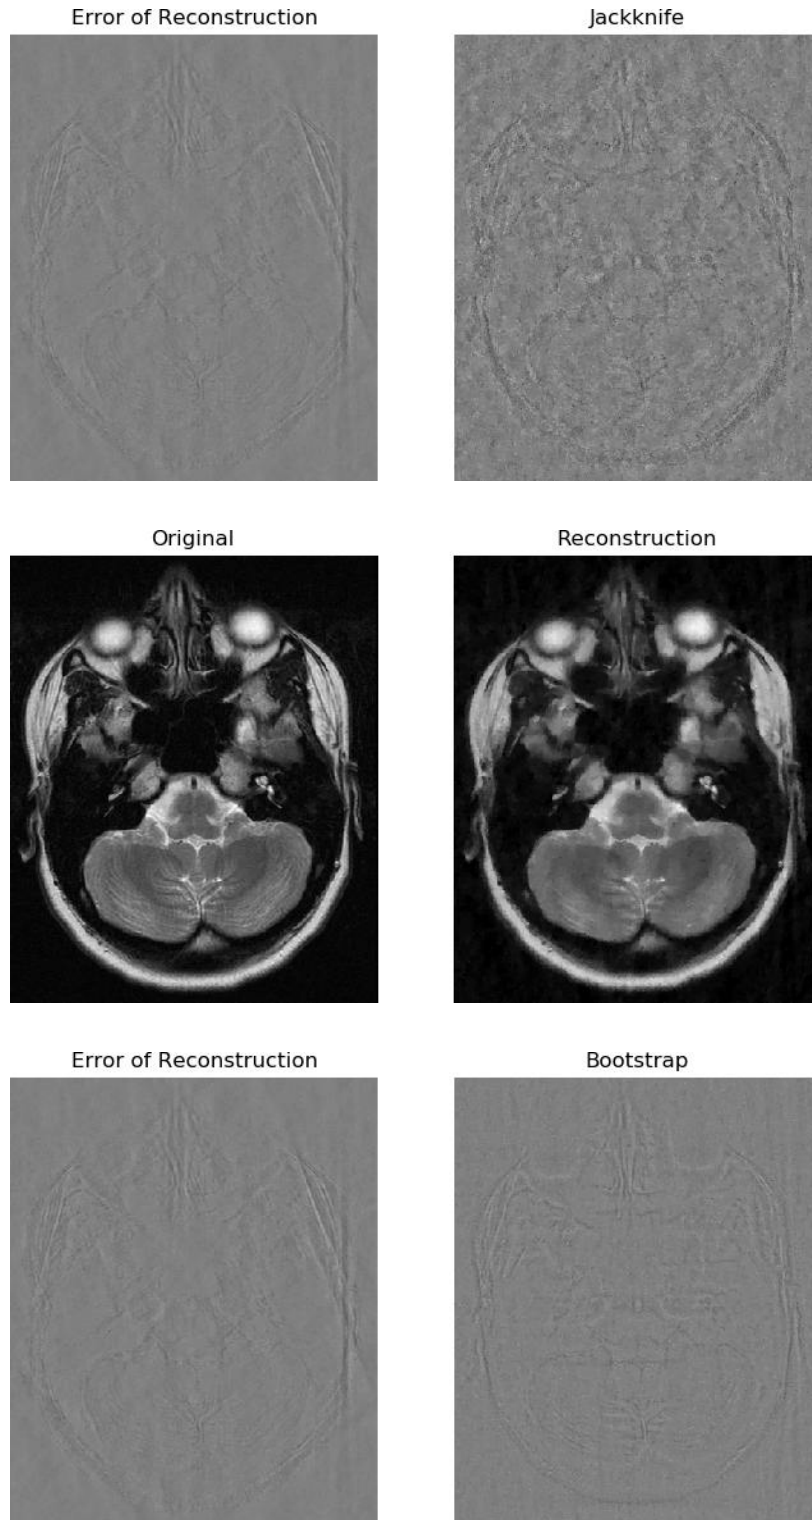 Error of Reconstruction
Jackknife
Original
Reconstruction
Error of Reconstruction
Bootstrap